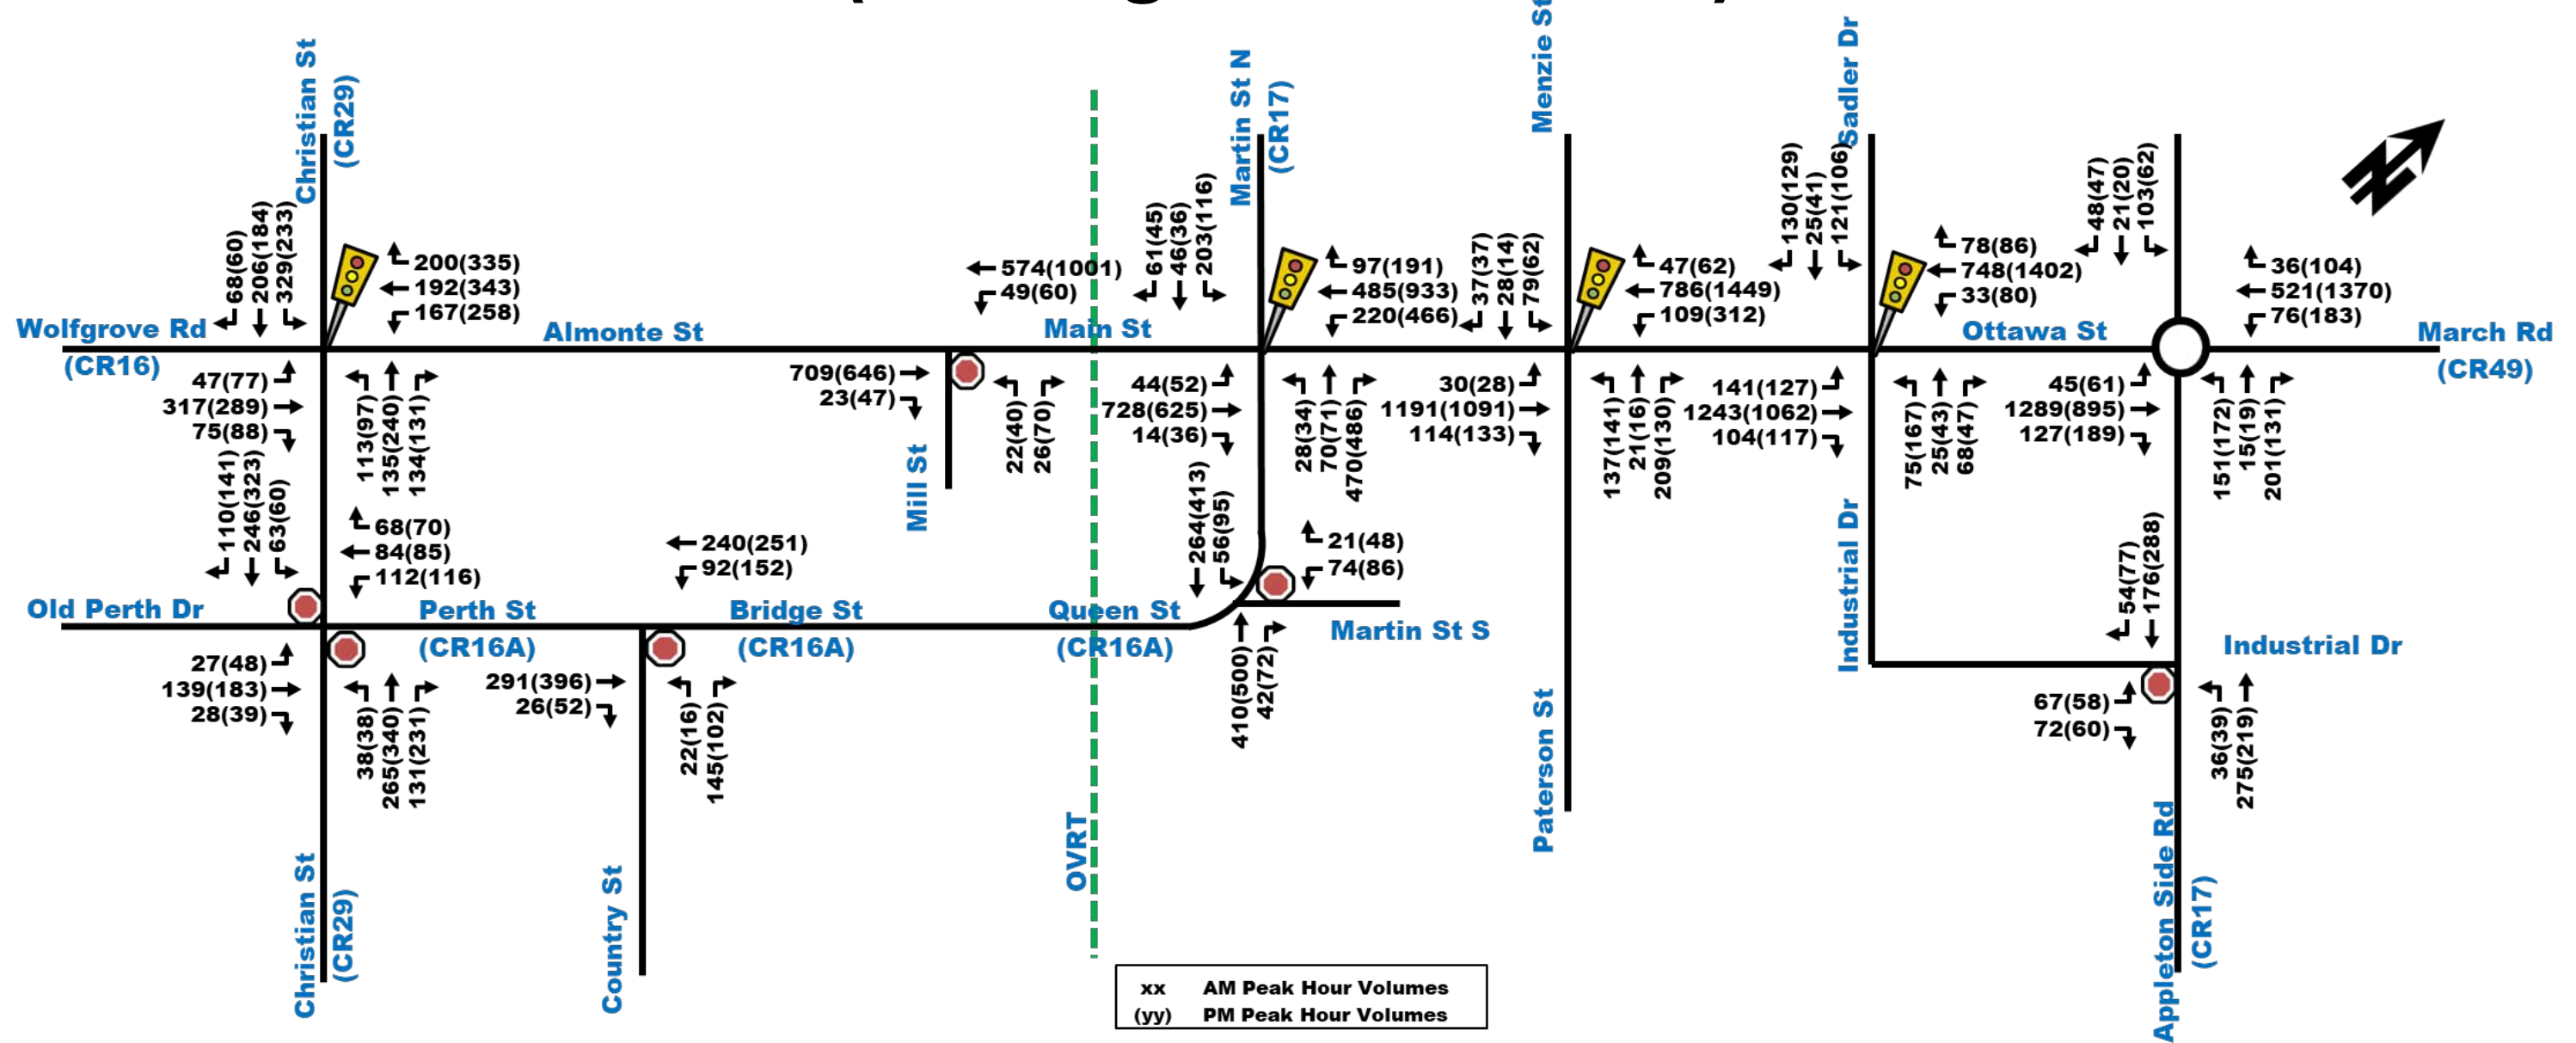 Christian St
(CR29)
68(60)
206(184)
329(233)
200(335)
192(343)
167(258)
Wolfgrove Rd
(CR16)
47(77)
317(289)
75(88)
113(97)
135(240)
134(131)
Almonte St
709(646)
23(47)
Mill St
574(1001)
49(60)
22(40)
26(70)
Main St
Martin St N
(CR17)
61(45)
46(36)
203(116)
97(191)
485(933)
220(466)
44(52)
728(625)
14(36)
28(34)
70(71)
470(486)
Menzie St
37(37)
28(14)
79(62)
47(62)
786(1449)
109(312)
30(28)
1191(1091)
114(133)
137(141)
21(16)
209(130)
Paterson St
Sadler Dr
130(129)
25(41)
121(106)
78(86)
748(1402)
33(80)
141(127)
1243(1062)
104(117)
75(167)
25(43)
68(47)
Industrial Dr
Ottawa St
48(47)
21(20)
103(62)
36(104)
521(1370)
76(183)
45(61)
1289(895)
127(189)
151(172)
15(19)
201(131)
March Rd
(CR49)
110(141)
246(323)
63(60)
68(70)
84(85)
112(116)
Old Perth Dr
27(48)
139(183)
28(39)
38(38)
265(340)
131(231)
Perth St
(CR16A)
Christian St
(CR29)
240(251)
92(152)
291(396)
26(52)
22(16)
145(102)
Bridge St
(CR16A)
Country St
Queen St
(CR16A)
OVRT
264(413)
56(95)
21(48)
74(86)
410(500)
42(72)
Martin St S
54(77)
176(288)
67(58)
72(60)
36(39)
275(219)
Industrial Dr
Appleton Side Rd
(CR17)
xx AM Peak Hour Volumes
(yy) PM Peak Hour Volumes